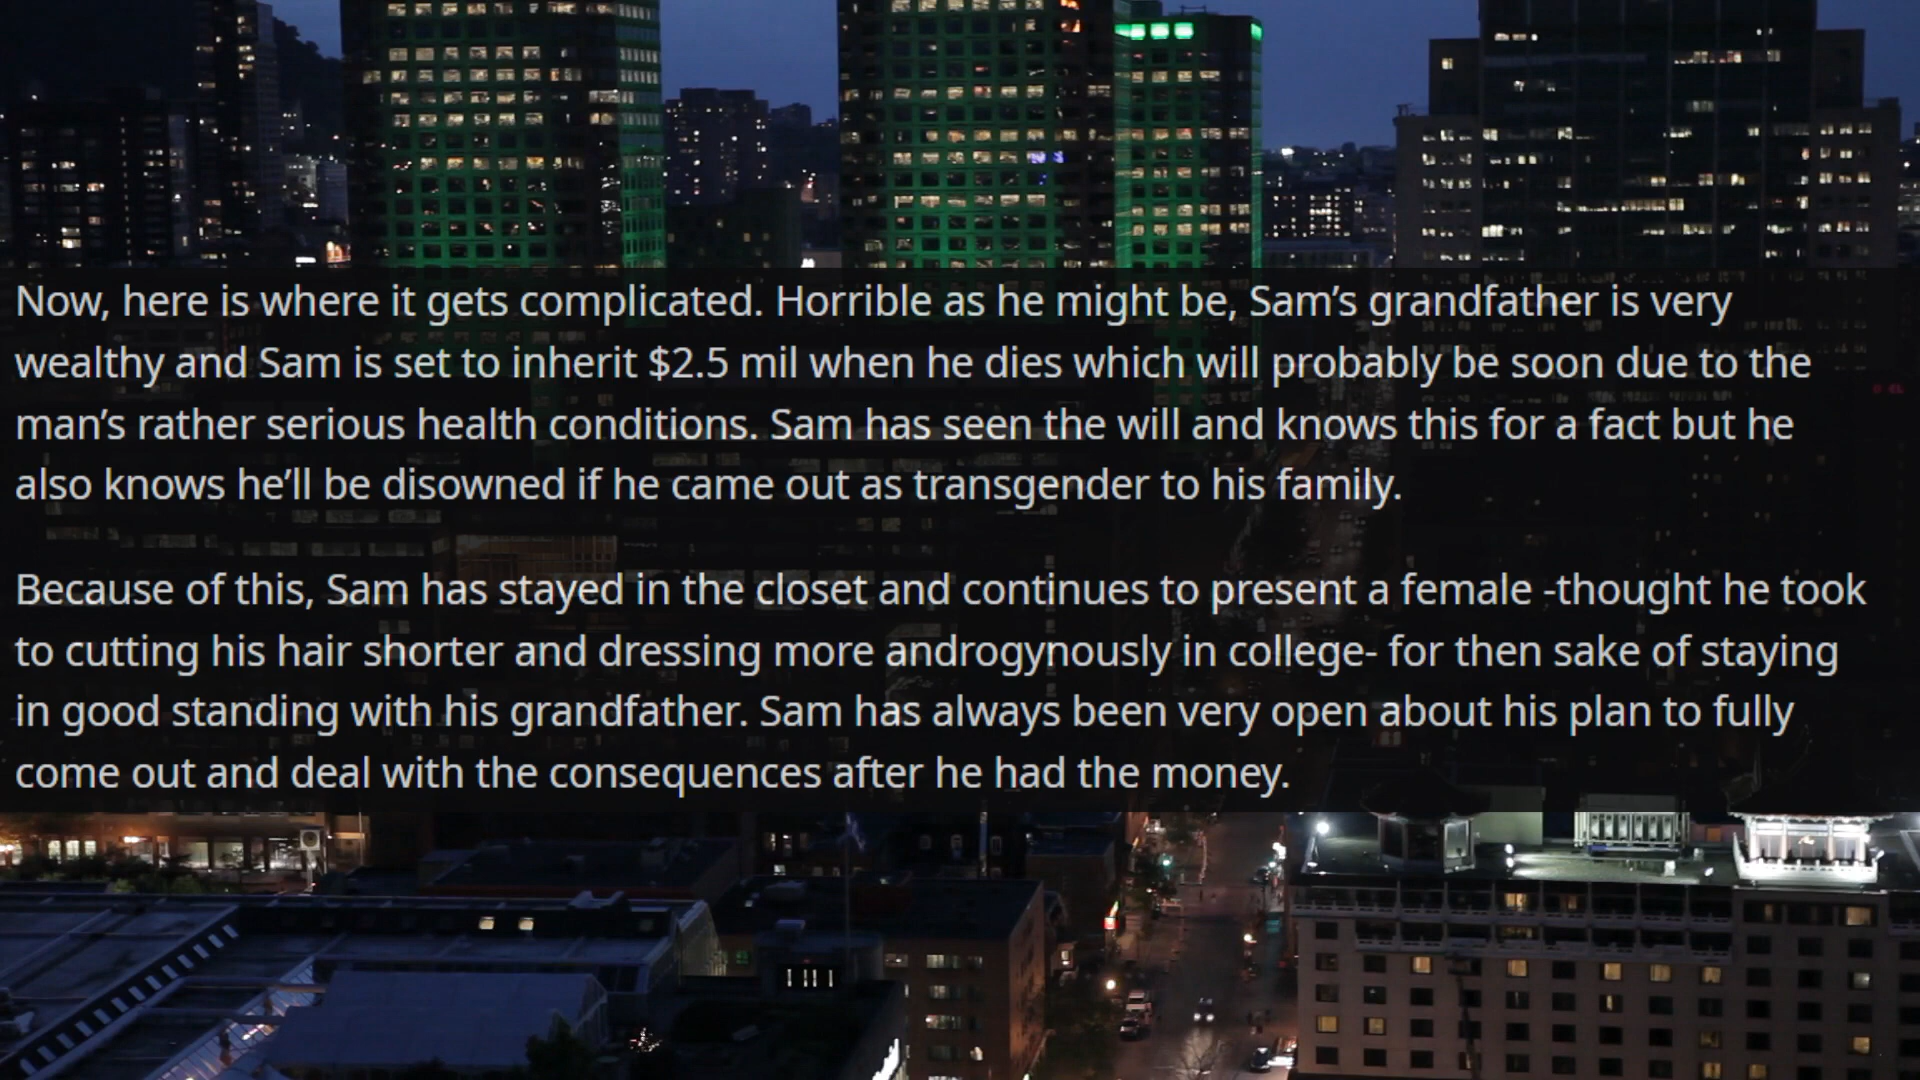 Now, here is where it gets complicated. Horrible as he might be, Sam’s grandfather is very
wealthy and Sam is set to inherit $2.5 mil when he dies which will probably be soon due to the
man’s rather serious health conditions. Sam has seen the will and knows this for a fact but he
also knows he’ll be disowned if he came out as transgender to his family.
Because of this, Sam has stayed in the closet and continues to present a female -thought he took
to cutting his hair shorter and dressing more androgynously in college- for then sake of staying
in good standing with his grandfather. Sam has always been very open about his plan to fully
come out and deal with the consequences after he had the money.